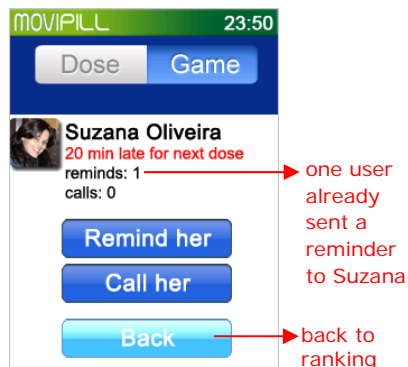 MOVIPILL 23:50
Dose Game
Suzana Oliveira
20 min late for next dose
reminds: 1
calls: 0
one user
already
sent a
reminder
to Suzana
Remind her
Call her
Back
back to
ranking